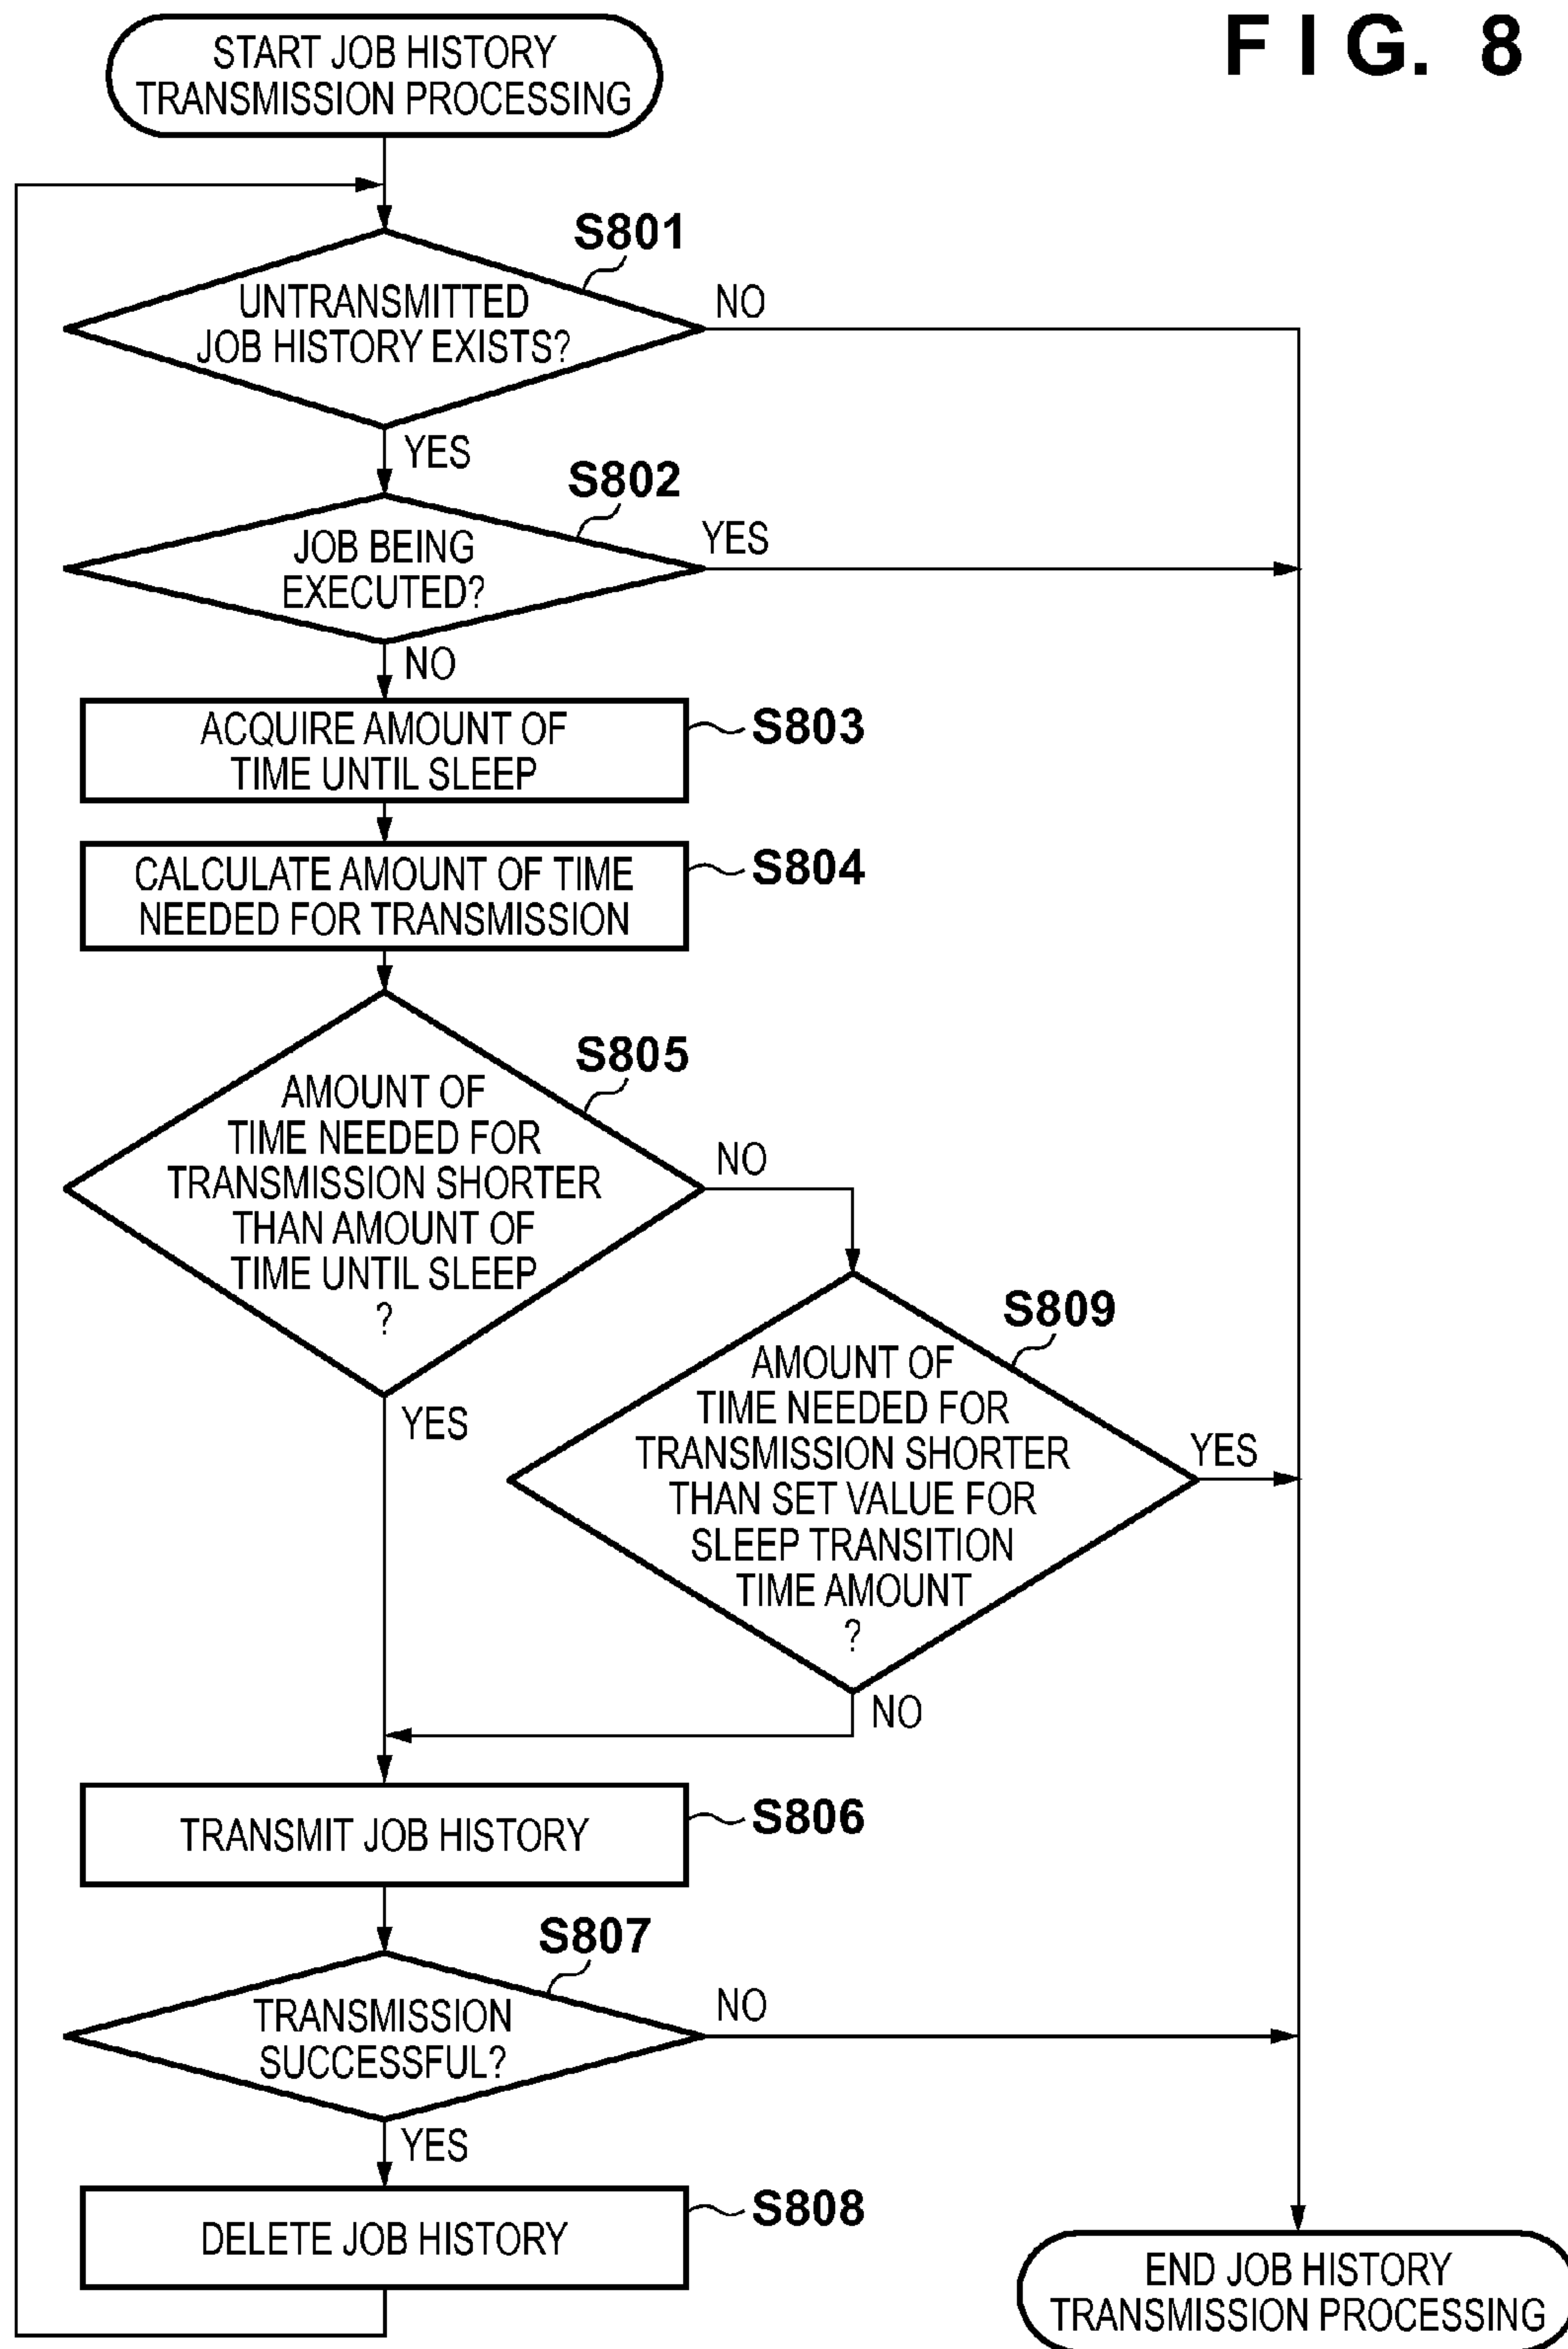 FIG. 8
START JOB HISTORY
TRANSMISSION PROCESSING
S801
UNTRANSMITTED
JOB HISTORY EXISTS?
NO
YES
S802
JOB BEING
EXECUTED?
YES
NO
ACQUIRE AMOUNT OF
TIME UNTIL SLEEP
S803
CALCULATE AMOUNT OF TIME
NEEDED FOR TRANSMISSION
S804
S805
AMOUNT OF
TIME NEEDED FOR
TRANSMISSION SHORTER
THAN AMOUNT OF
TIME UNTIL SLEEP
?
NO
YES
S809
AMOUNT OF
TIME NEEDED FOR
TRANSMISSION SHORTER
THAN SET VALUE FOR
SLEEP TRANSITION
TIME AMOUNT
?
YES
NO
TRANSMIT JOB HISTORY
S806
S807
TRANSMISSION
SUCCESSFUL?
NO
YES
DELETE JOB HISTORY
S808
END JOB HISTORY
TRANSMISSION PROCESSING